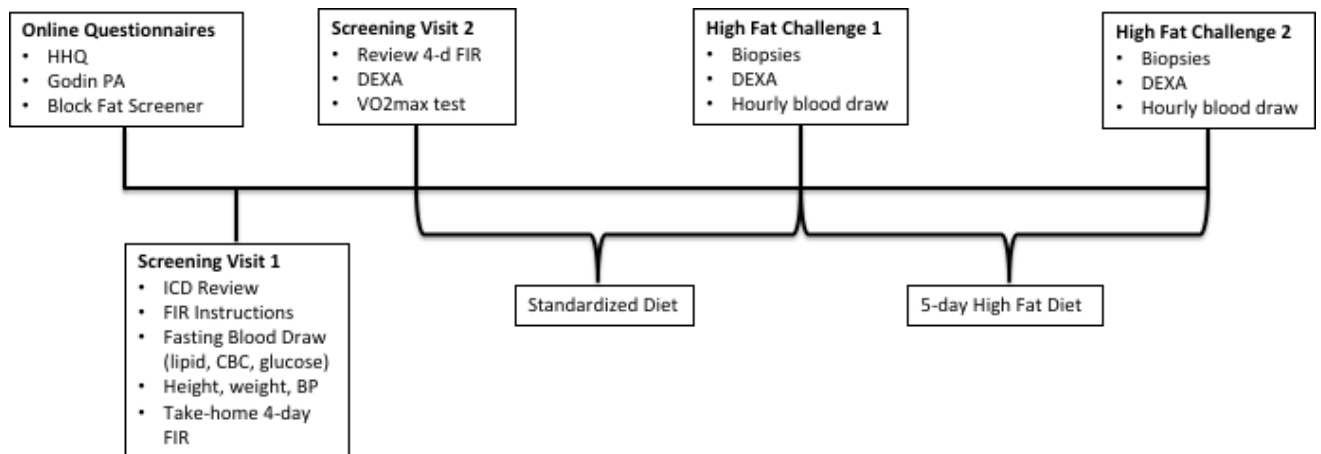 Online Questionnaires
• HHQ
• Godin PA
• Block Fat Screener
Screening Visit 1
• ICD Review
• FIR Instructions
• Fasting Blood Draw
(lipid, CBC, glucose)
• Height, weight, BP
• Take-home 4-day
FIR
Screening Visit 2
• Review 4-d FIR
• DEXA
• VO2max test
Standardized Diet
High Fat Challenge 1
• Biopsies
• DEXA
• Hourly blood draw
5-day High Fat Diet
High Fat Challenge 2
• Biopsies
• DEXA
• Hourly blood draw